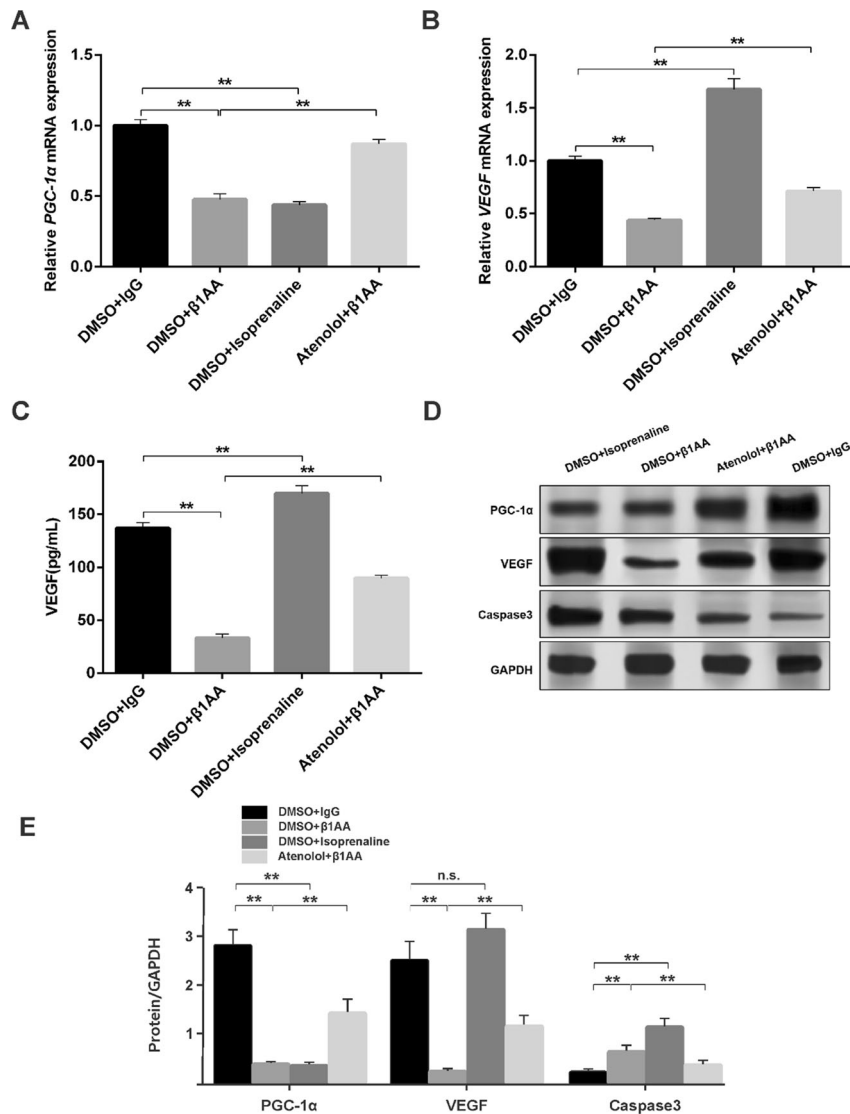 A
Relative PGC-1α mRNA expression
1.5
1.0
0.5
0.0
**
**
**
DMSO+IgG
DMSO+β1AA
DMSO+Isoprenaline
Atenolol+β1AA
B
Relative VEGF mRNA expression
2.0
1.5
1.0
0.5
0.0
**
**
**
DMSO+IgG
DMSO+β1AA
DMSO+Isoprenaline
Atenolol+β1AA
C
VEGF(pg/mL)
200
150
100
50
0
**
**
**
DMSO+IgG
DMSO+β1AA
DMSO+Isoprenaline
Atenolol+β1AA
D
DMSO+Isoprenaline
DMSO+β1AA
Atenolol+β1AA
DMSO+IgG
PGC-1α
VEGF
Caspase3
GAPDH
E
DMSO+IgG
DMSO+β1AA
DMSO+Isoprenaline
Atenolol+β1AA
Protein/GAPDH
4
3
2
1
**
** **
n.s.
** **
**
** **
PGC-1α VEGF Caspase3